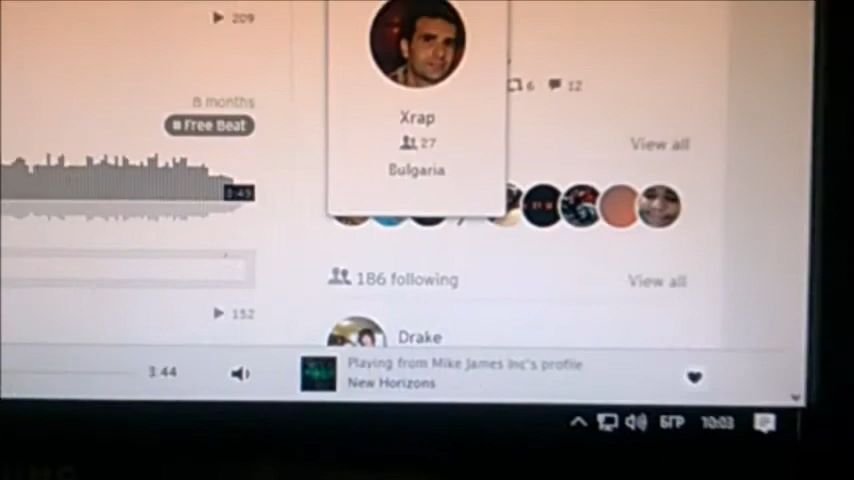 209
8 months
Free Beat
3:45
152
Xrap
27
Bulgaria
6 12
View all
186 following
View all
Drake
3:44
Playing from Mike James Inc's profile
New Horizons
БГР 10:03